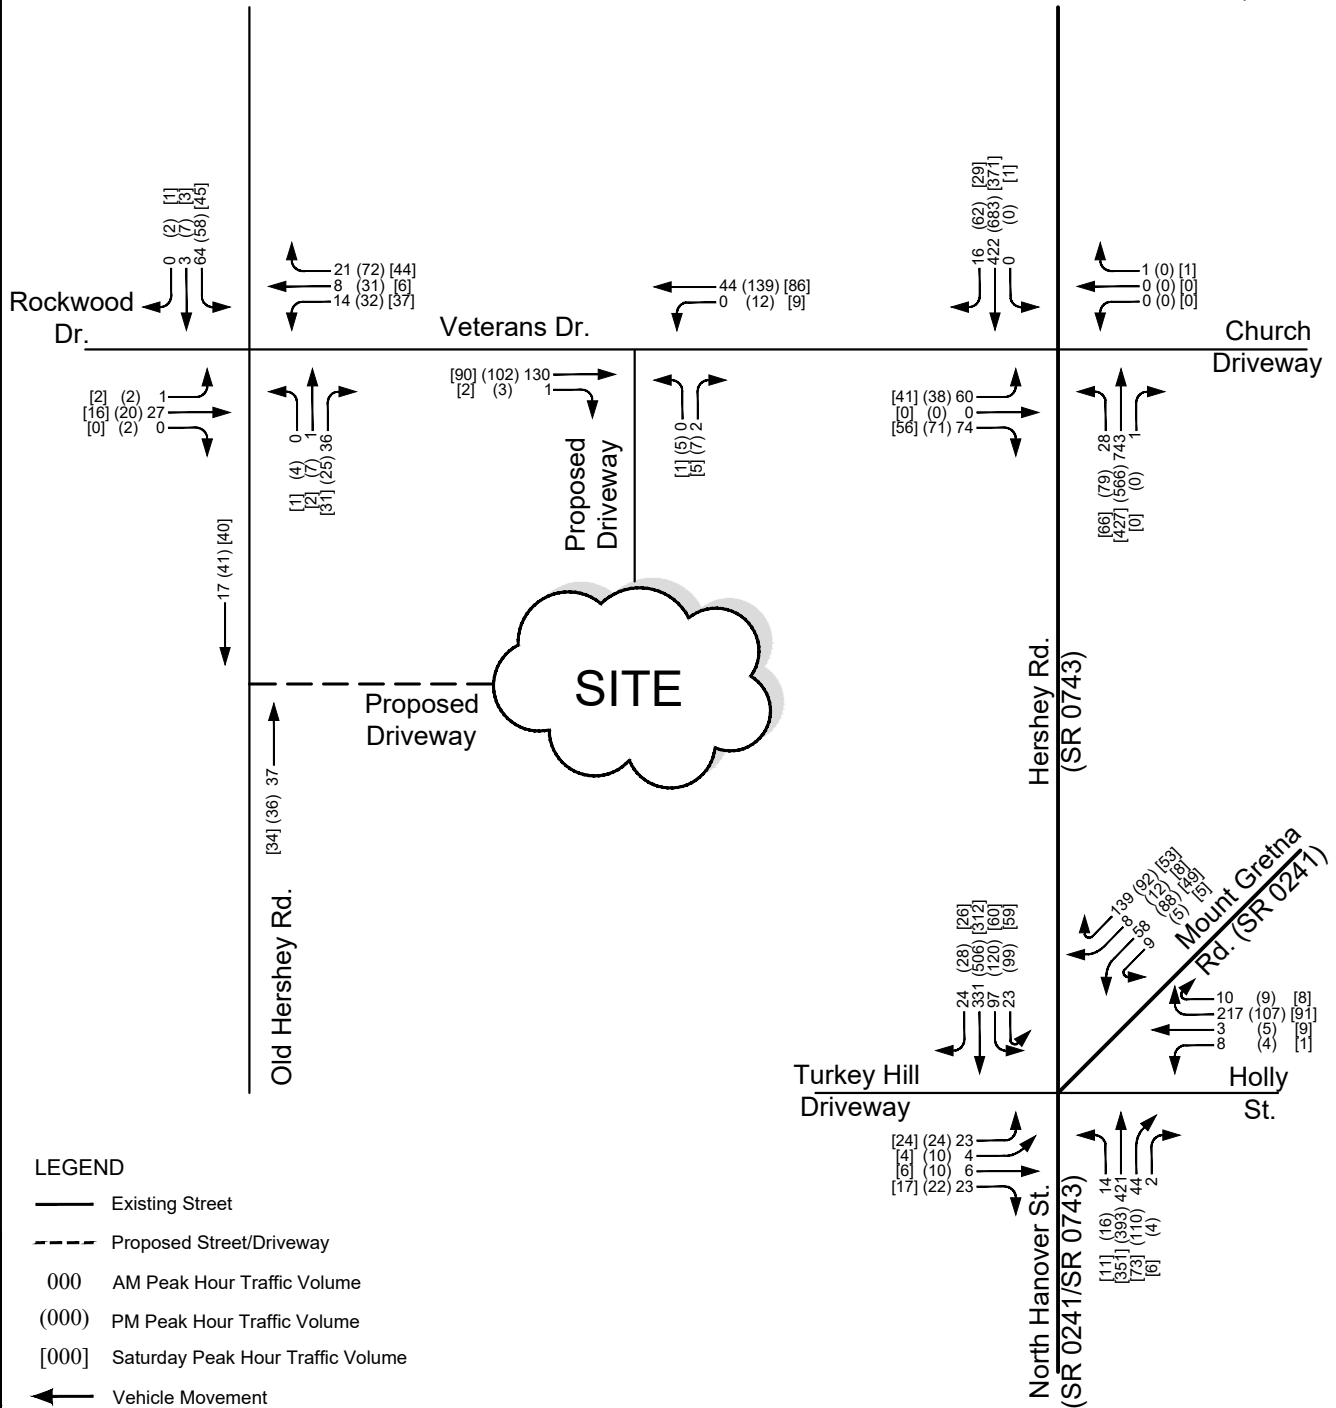 0 (2) [1]
3 (7) [3]
64 (58) [45]
21 (72) [44]
8 (31) [6]
14 (32) [37]
Rockwood
Dr.
Veterans Dr.
44 (139) [86]
0 (12) [9]
16 (62) [29]
422 (683) [371]
0 (0) [1]
1 (0) [1]
0 (0) [0]
0 (0) [0]
Church
Driveway
[2] (2) 1
[16] (20) 27
[0] (2) 0
[1] (4) 0
[2] (7) 1
[31] (25) 36
[90] (102) 130
[2] (3) 1
Proposed
Driveway
[1] (5) 0
[5] (7) 2
[41] (38) 60
[0] (0) 0
[56] (71) 74
[66] (79) 28
[427] (566) 743
[0] (0) 1
17 (41) [40]
SITE
Proposed
Driveway
[34] (36) 37
Old Hershey Rd.
Hershey Rd.
(SR 0743)
139 (92) [53]
8 (12) [8]
58 (88) [49]
9 (5) [5]
Mount Gretna
Rd. (SR 0241)
24 (28) [26]
331 (506) [312]
97 (120) [60]
23 (99) [59]
10 (9) [8]
217 (107) [91]
3 (5) [9]
8 (4) [1]
Turkey Hill
Driveway
Holly
St.
[24] (24) 23
[4] (10) 4
[6] (10) 6
[17] (22) 23
[11] (16) 14
[351] (393) 421
[73] (110) 44
[6] (4) 2
North Hanover St.
(SR 0241/SR 0743)
LEGEND
Existing Street
Proposed Street/Driveway
000 AM Peak Hour Traffic Volume
(000) PM Peak Hour Traffic Volume
[000] Saturday Peak Hour Traffic Volume
Vehicle Movement